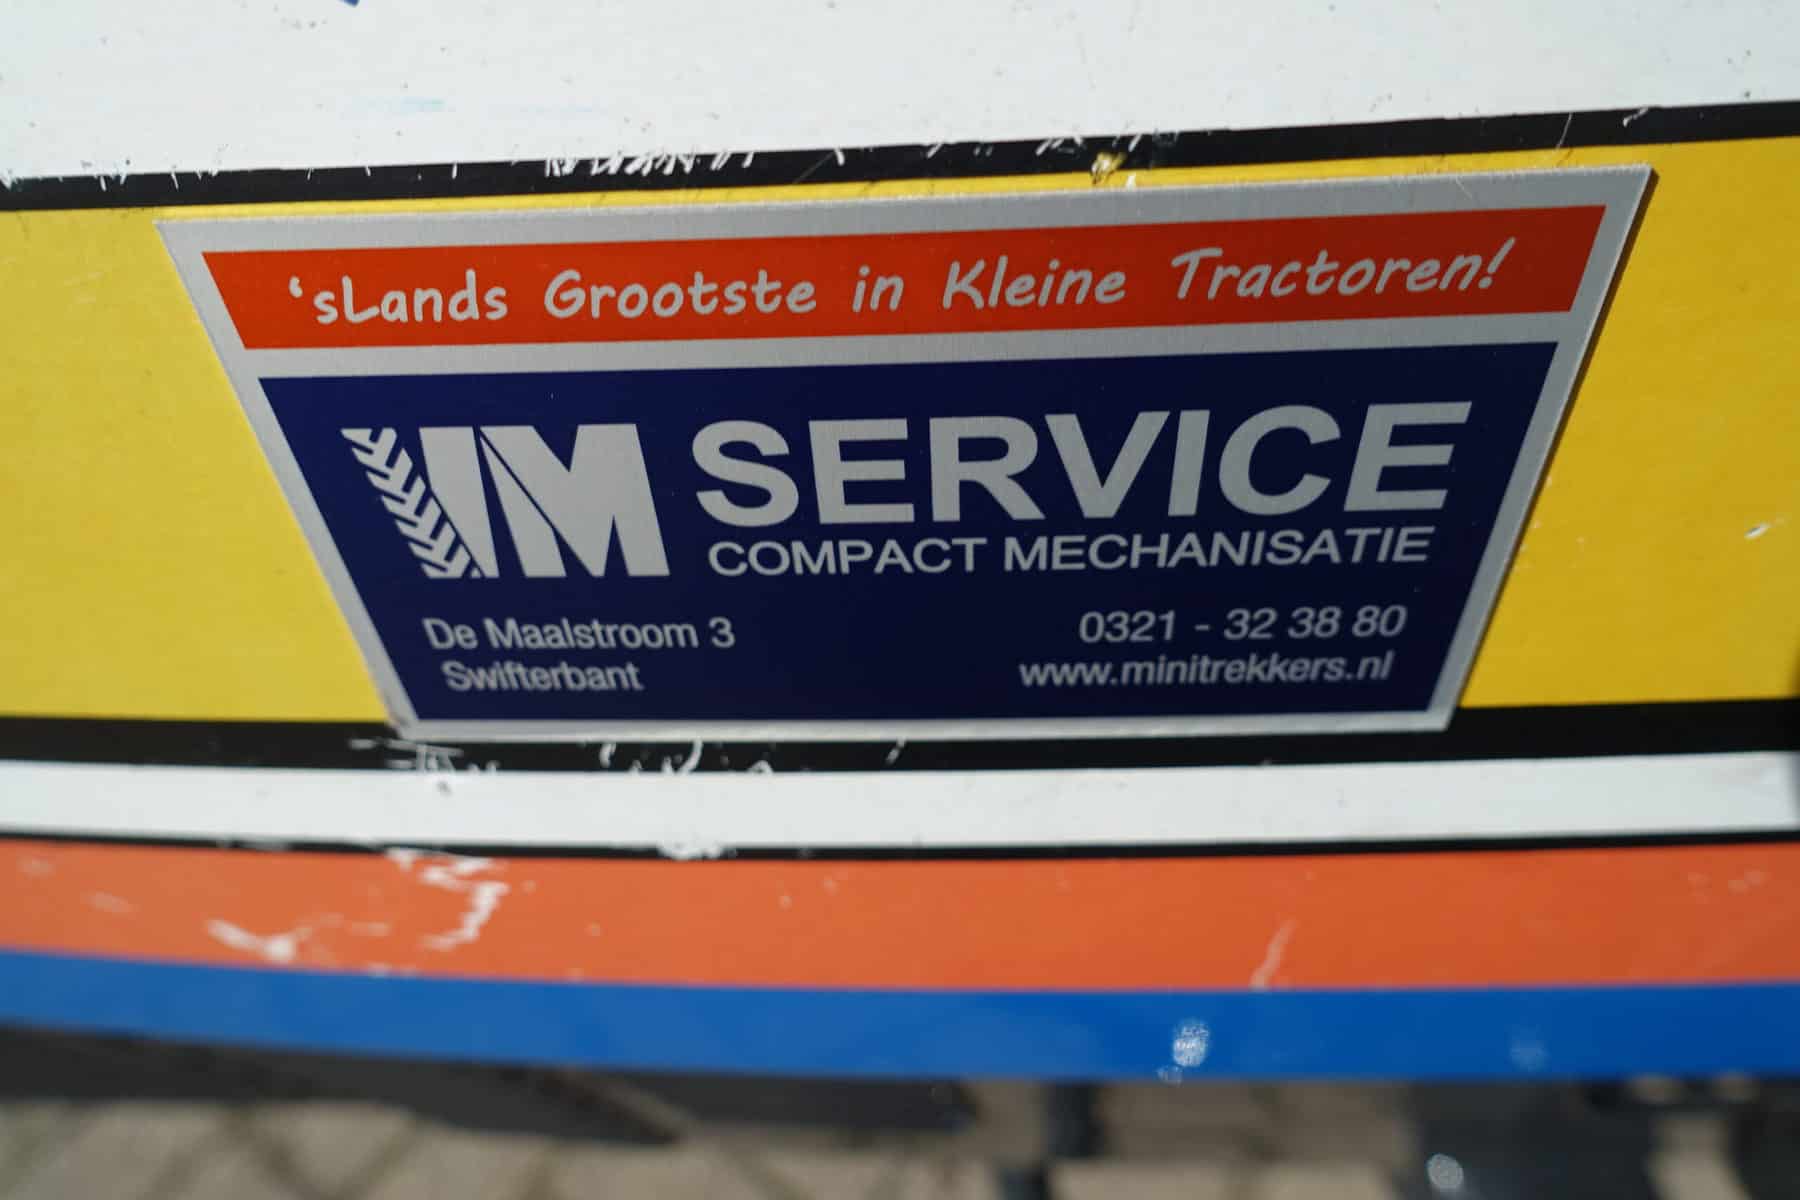 ‘sLands Grootste in Kleine Tractoren!
IM SERVICE
COMPACT MECHANISATIE
De Maalstroom 3
Swifterbant
0321 - 32 38 80
www.minitrekkers.nl